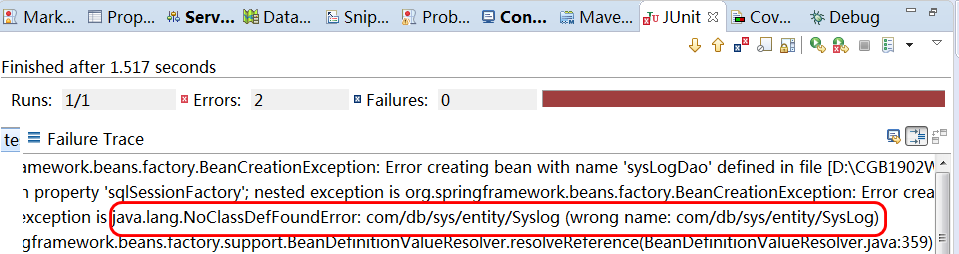 Mark... Prop... Serv... Data... Snip... Prob... Con... Mave... JUnit Cov... Debug
Finished after 1.517 seconds
Runs: 1/1 Errors: 2 Failures: 0
te Failure Trace
amework.beans.factory.BeanCreationException: Error creating bean with name 'sysLogDao' defined in file [D:\CGB1902W
n property 'sqlSessionFactory'; nested exception is org.springframework.beans.factory.BeanCreationException: Error crea
exception is java.lang.NoClassDefFoundError: com/db/sys/entity/Syslog (wrong name: com/db/sys/entity/SysLog)
gframework.beans.factory.support.BeanDefinitionValueResolver.resolveReference(BeanDefinitionValueResolver.java:359)